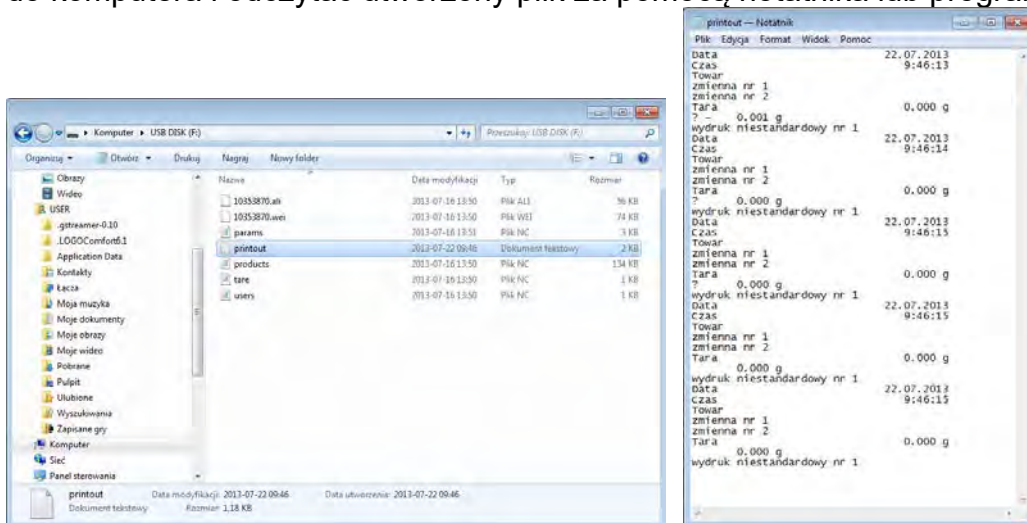 do komputera i odczytać utworzony plik za pomocą notatnika lub progra
Komputer ▸ USB DISK (F:)
Przeszukaj: USB DISK (F:)
Organizuj Otwórz Drukuj Nagraj Nowy folder
Obrazy
Wideo
USER
.gstreamer-0.10
.LOGOComfort6.1
Application Data
Kontakty
Łącza
Moja muzyka
Moje dokumenty
Moje obrazy
Moje wideo
Pobrane
Pulpit
Ulubione
Wyszukiwania
Zapisane gry
Komputer
Sieć
Panel sterowania
Nazwa Data modyfikacji Typ Rozmiar
10353870.ali 2013-07-16 13:50 Plik ALI 36 KB
10353870.wei 2013-07-16 13:50 Plik WEI 74 KB
params 2013-07-16 13:51 Plik NC 3 KB
printout 2013-07-22 09:46 Dokument tekstowy 2 KB
products 2013-07-16 13:50 Plik NC 134 KB
tare 2013-07-16 13:50 Plik NC 1 KB
users 2013-07-16 13:50 Plik NC 1 KB
printout Data modyfikacji: 2013-07-22 09:46 Data utworzenia: 2013-07-22 09:46
Dokument tekstowy Rozmiar: 1,18 KB
printout — Notatnik
Plik Edycja Format Widok Pomoc
Data 22.07.2013
Czas 9:46:13
Towar
zmienna nr 1
zmienna nr 2
Tara 0.000 g
? - 0.001 g
wydruk niestandardowy nr 1
Data 22.07.2013
Czas 9:46:14
Towar
zmienna nr 1
zmienna nr 2
Tara 0.000 g
? 0.000 g
wydruk niestandardowy nr 1
Data 22.07.2013
Czas 9:46:15
Towar
zmienna nr 1
zmienna nr 2
Tara 0.000 g
? 0.000 g
wydruk niestandardowy nr 1
Data 22.07.2013
Czas 9:46:15
Towar
zmienna nr 1
zmienna nr 2
Tara 0.000 g
0.000 g
wydruk niestandardowy nr 1
Data 22.07.2013
Czas 9:46:15
Towar
zmienna nr 1
zmienna nr 2
Tara 0.000 g
0.000 g
wydruk niestandardowy nr 1